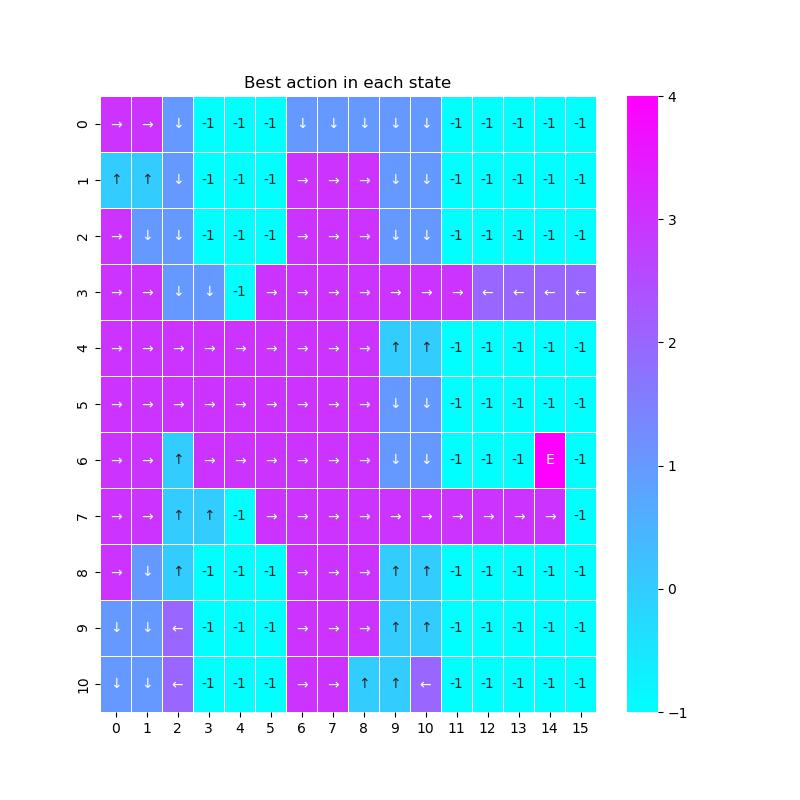 Best action in each state
0 → → ↓ -1 -1 -1 ↓ ↓ ↓ ↓ ↓ -1 -1 -1 -1 -1
1 ↑ ↑ ↓ -1 -1 -1 → → → ↓ ↓ -1 -1 -1 -1 -1
2 → ↓ ↓ -1 -1 -1 → → → ↓ ↓ -1 -1 -1 -1 -1
3 → → ↓ ↓ -1 → → → → → → → ← ← ← ←
4 → → → → → → → → → ↑ ↑ -1 -1 -1 -1 -1
5 → → → → → → → → → ↓ ↓ -1 -1 -1 -1 -1
6 → → ↑ → → → → → → ↓ ↓ -1 -1 -1 E -1
7 → → ↑ ↑ -1 → → → → → → → → → → -1
8 → ↓ ↑ -1 -1 -1 → → → ↑ ↑ -1 -1 -1 -1 -1
9 ↓ ↓ ← -1 -1 -1 → → → ↑ ↑ -1 -1 -1 -1 -1
10 ↓ ↓ ← -1 -1 -1 → → ↑ ↑ ← -1 -1 -1 -1 -1
0 1 2 3 4 5 6 7 8 9 10 11 12 13 14 15
4
3
2
1
0
−1